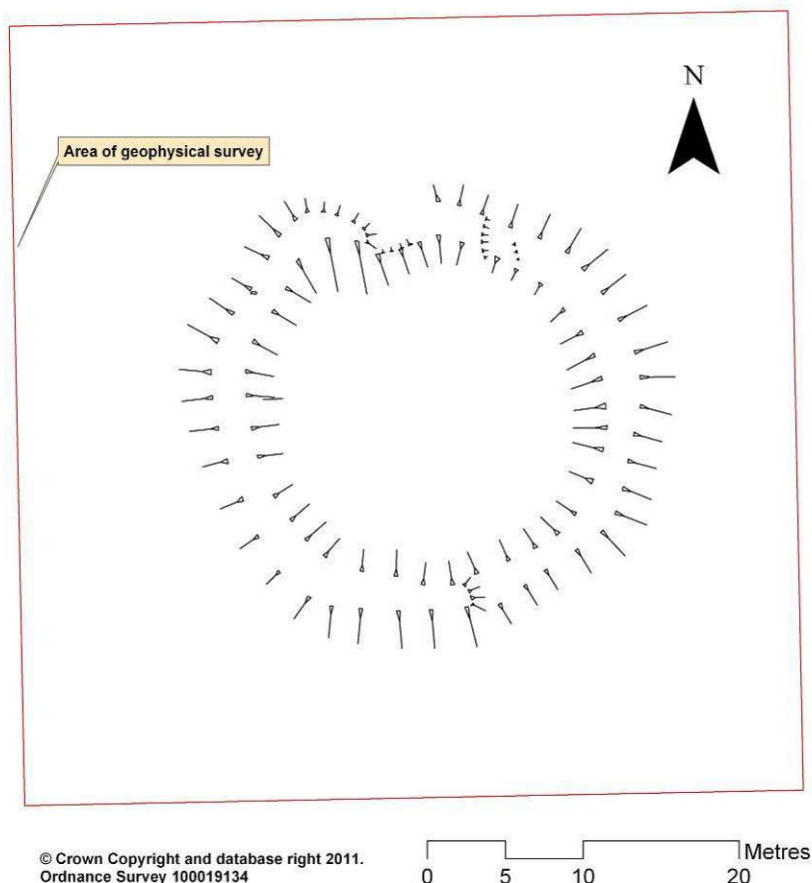 N
Area of geophysical survey
© Crown Copyright and database right 2011.
Ordnance Survey 100019134
Metres
0 5 10 20